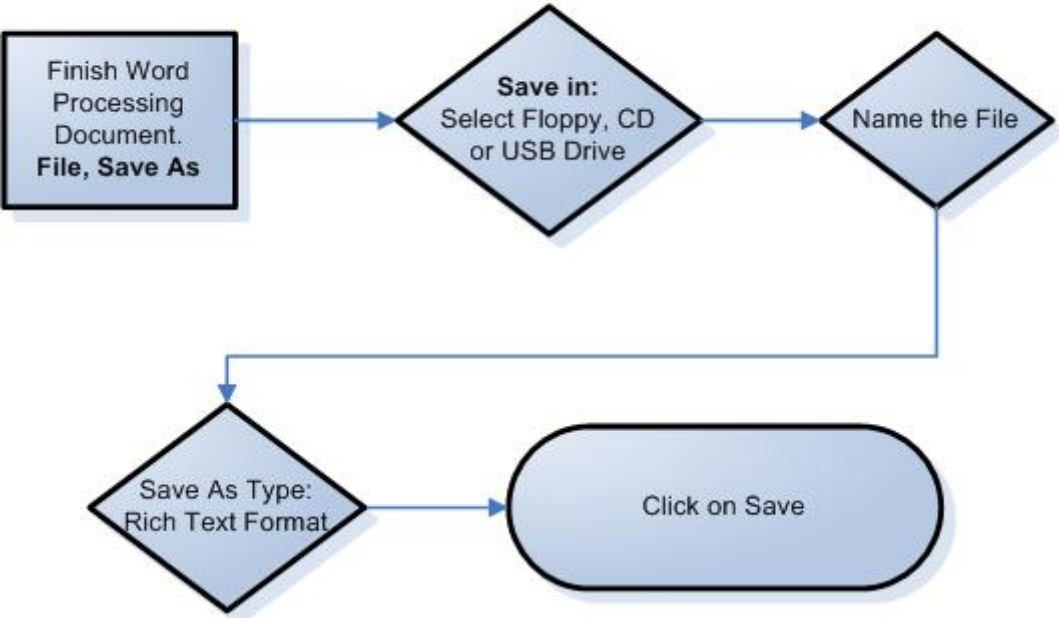 Finish Word
Processing
Document.
File, Save As
Save in:
Select Floppy, CD
or USB Drive
Name the File
Save As Type:
Rich Text Format
Click on Save